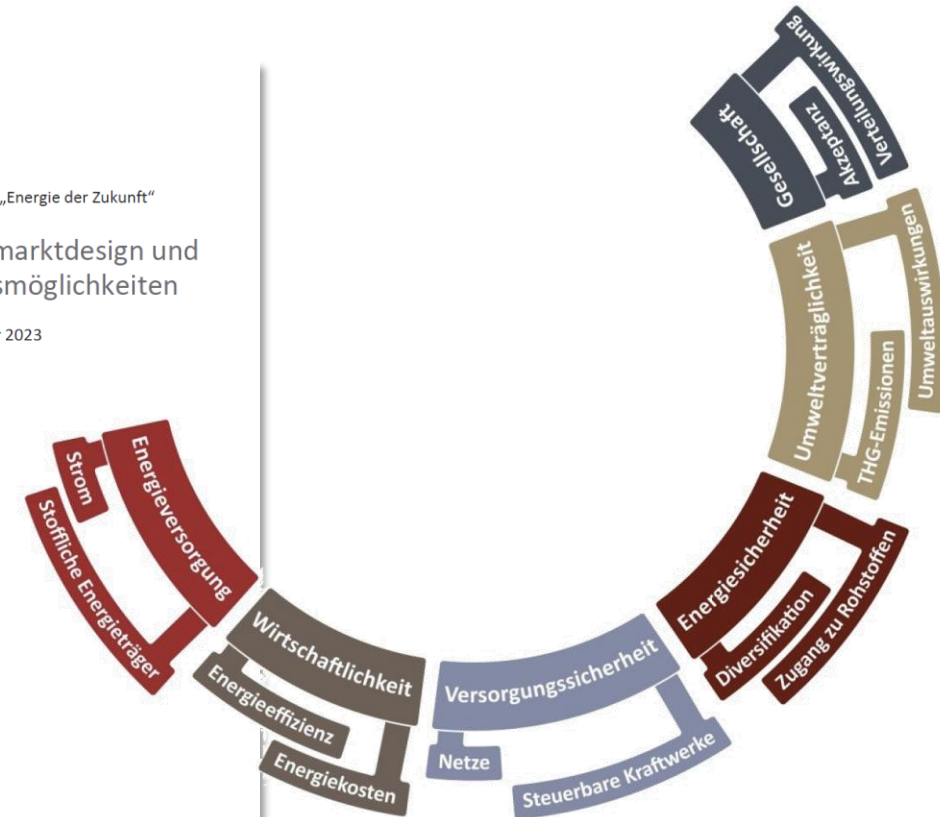 „Energie der Zukunft“
marktdesign und
smöglichkeiten
2023
Verteilungswirkung
Akzeptanz
Gesellschaft
Umweltauswirkungen
Umweltverträglichkeit
THG-Emissionen
Energiesicherheit
Diversifikation
Zugang zu Rohstoffen
Versorgungssicherheit
Netze
Steuerbare Kraftwerke
Wirtschaftlichkeit
Energieeffizienz
Energiekosten
Energieversorgung
Strom
Stoffliche Energieträger